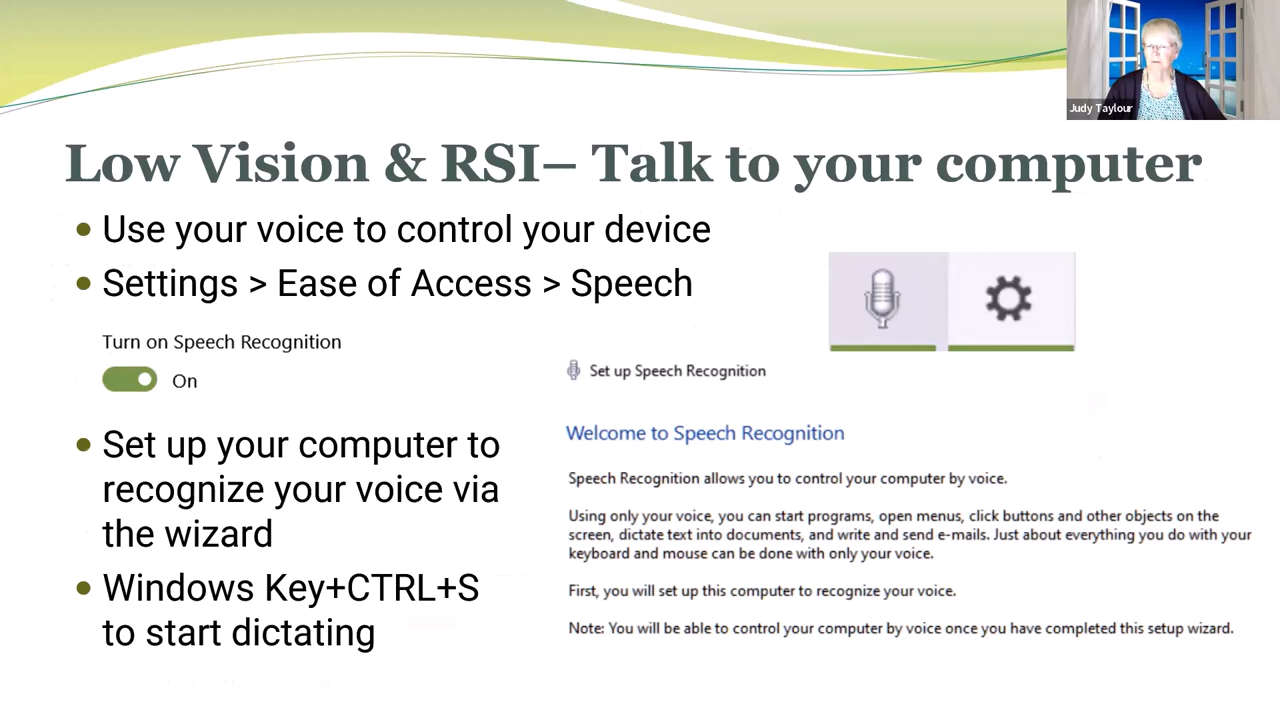 Judy Taylour
Low Vision & RSI– Talk to your computer
Use your voice to control your device
Settings > Ease of Access > Speech
Turn on Speech Recognition
On
Set up your computer to
recognize your voice via
the wizard
Windows Key+CTRL+S
to start dictating
Set up Speech Recognition
Welcome to Speech Recognition
Speech Recognition allows you to control your computer by voice.
Using only your voice, you can start programs, open menus, click buttons and other objects on the
screen, dictate text into documents, and write and send e-mails. Just about everything you do with your
keyboard and mouse can be done with only your voice.
First, you will set up this computer to recognize your voice.
Note: You will be able to control your computer by voice once you have completed this setup wizard.